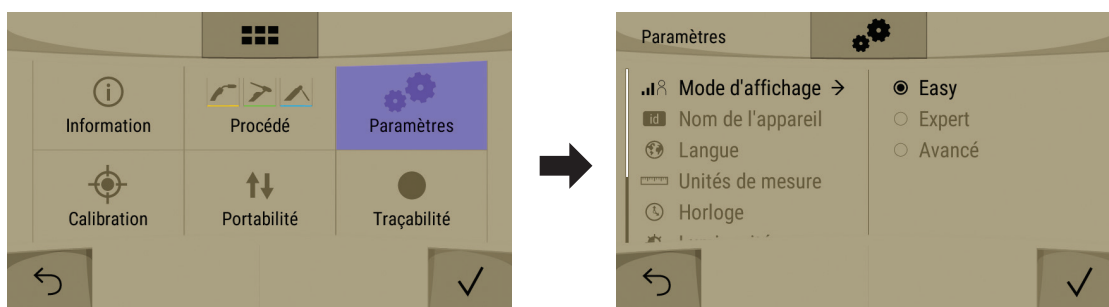 Information
Procédé
Paramètres
Calibration
Portabilité
Traçabilité
Paramètres
Mode d'affichage →
id Nom de l'appareil
Langue
Unités de mesure
Horloge
Easy
Expert
Avancé